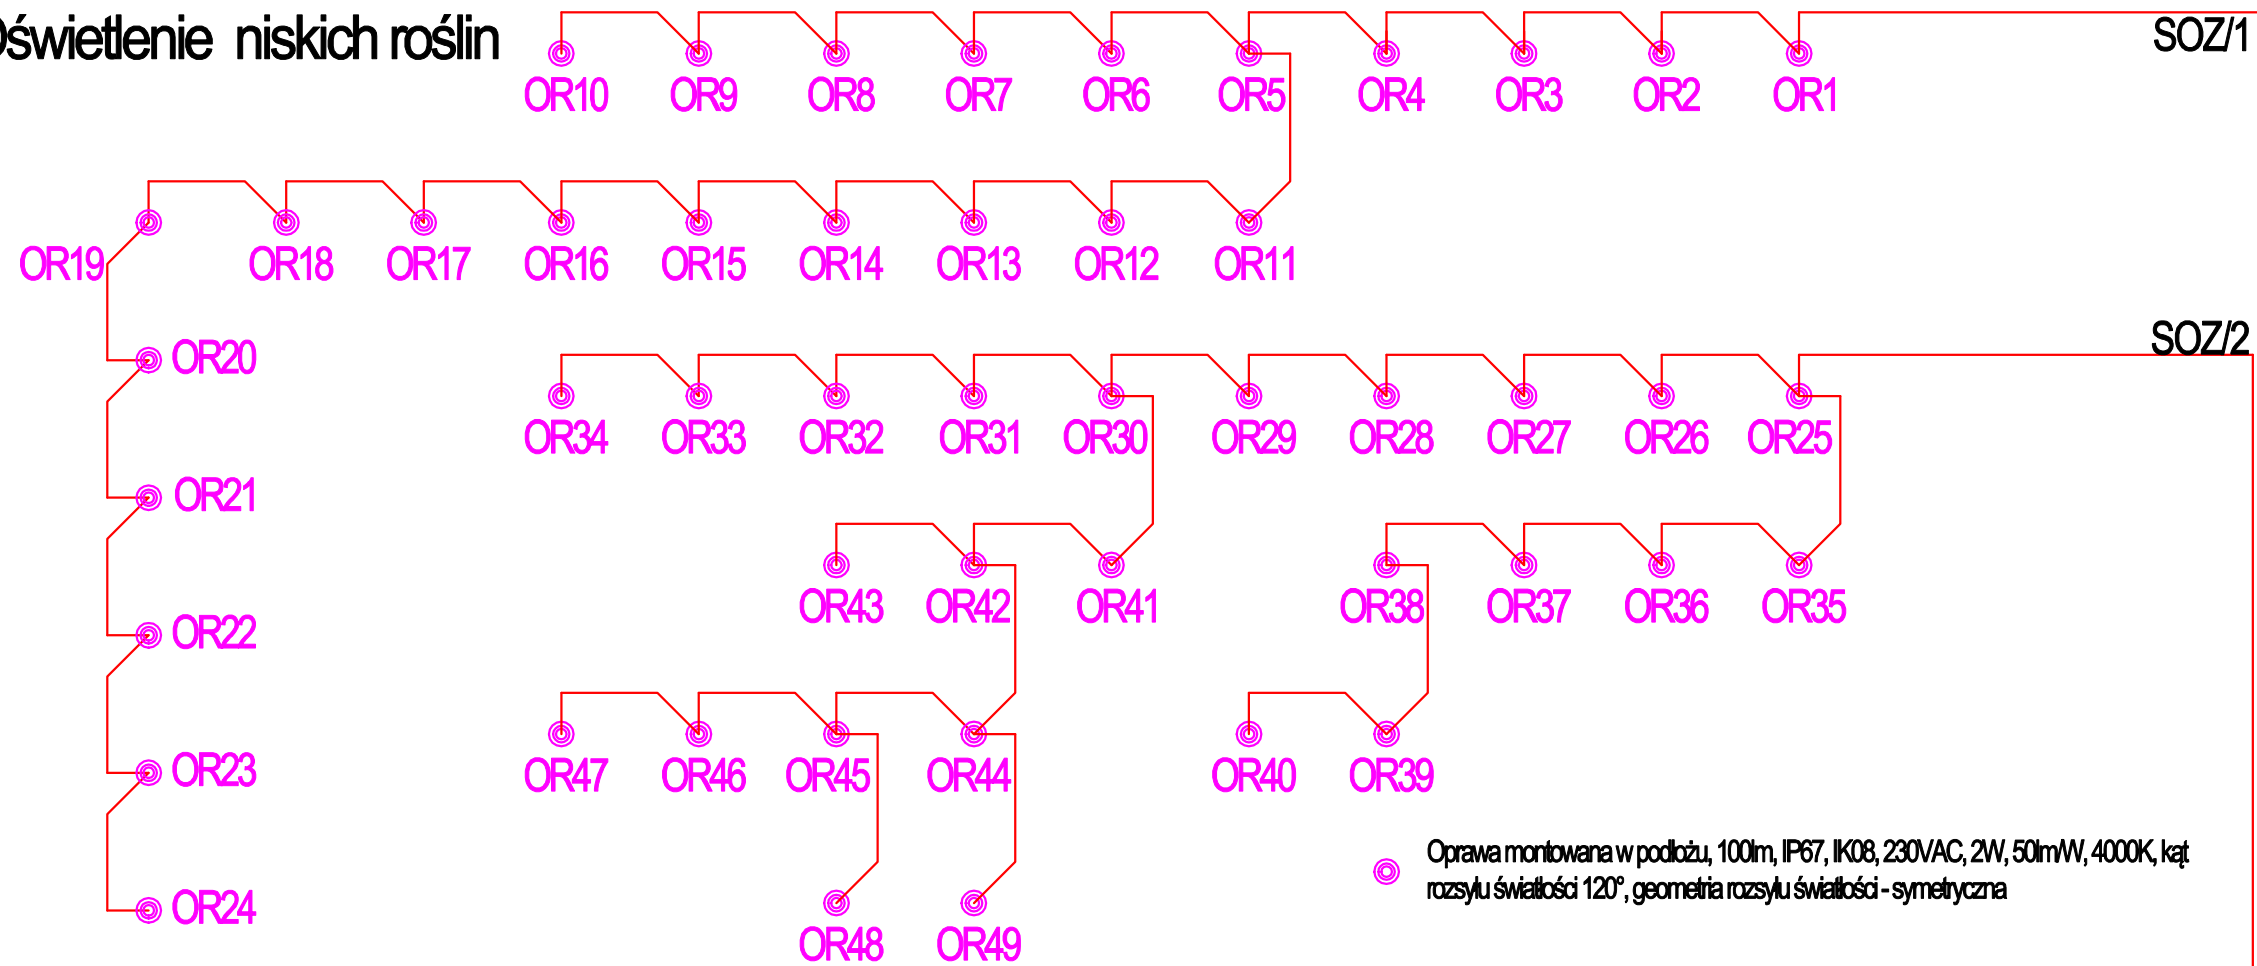 Oświetlenie niskich roślin
SOZ/1
OR10 OR9 OR8 OR7 OR6 OR5 OR4 OR3 OR2 OR1
OR19 OR18 OR17 OR16 OR15 OR14 OR13 OR12 OR11
SOZ/2
OR20
OR34 OR33 OR32 OR31 OR30 OR29 OR28 OR27 OR26 OR25
OR21
OR43 OR42 OR41 OR38 OR37 OR36 OR35
OR22
OR23
OR47 OR46 OR45 OR44 OR40 OR39
Oprawa montowana w podłożu, 100lm, IP67, IK08, 230VAC, 2W, 50lm/W, 4000K, kąt
rozsyłu światłości 120°, geometria rozsyłu światłości - symetryczna
OR24
OR48 OR49